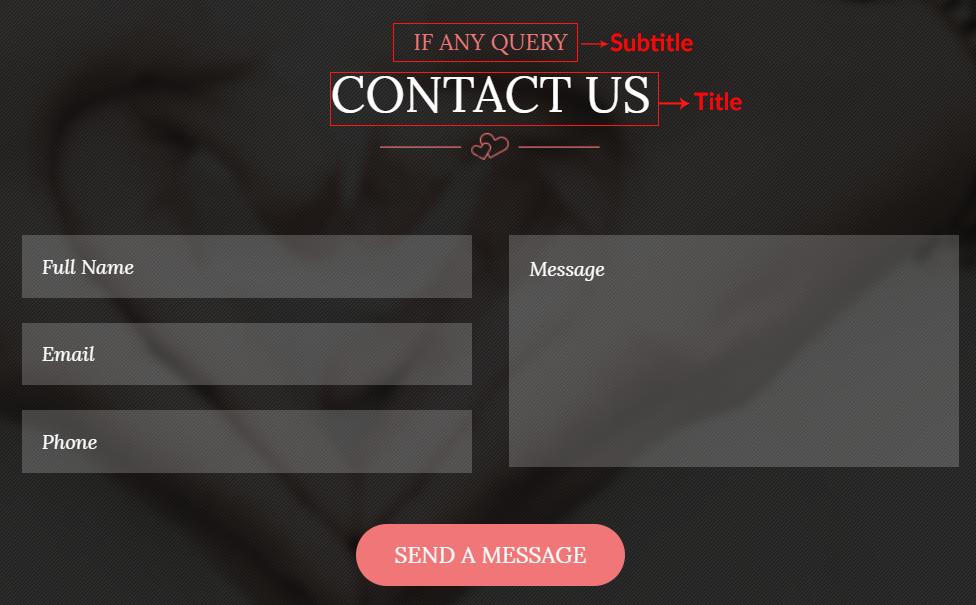 IF ANY QUERY
Subtitle
CONTACT US
Title
Full Name
Message
Email
Phone
SEND A MESSAGE